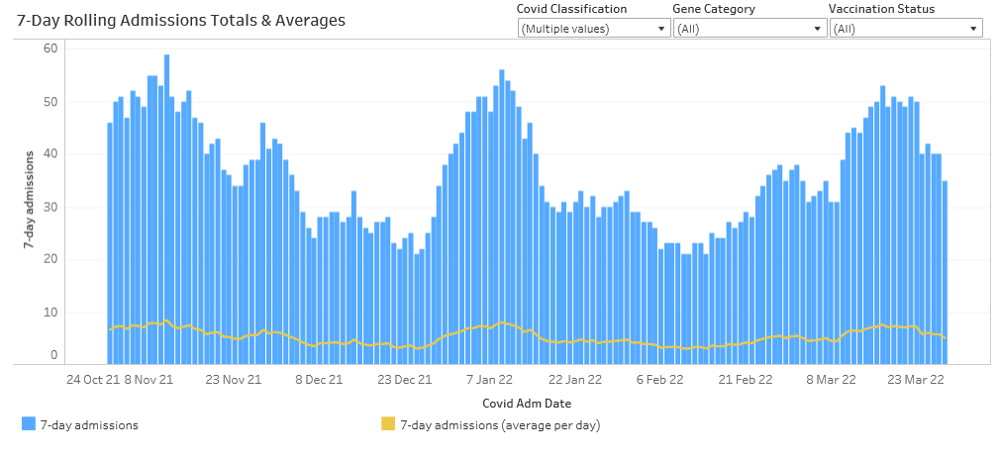 7-Day Rolling Admissions Totals & Averages
Covid Classification
Gene Category
Vaccination Status
(Multiple values)
(All)
(All)
60
50
40
30
20
10
0
7-day admissions
24 Oct 21
8 Nov 21
23 Nov 21
8 Dec 21
23 Dec 21
7 Jan 22
22 Jan 22
6 Feb 22
21 Feb 22
8 Mar 22
23 Mar 22
Covid Adm Date
7-day admissions
7-day admissions (average per day)